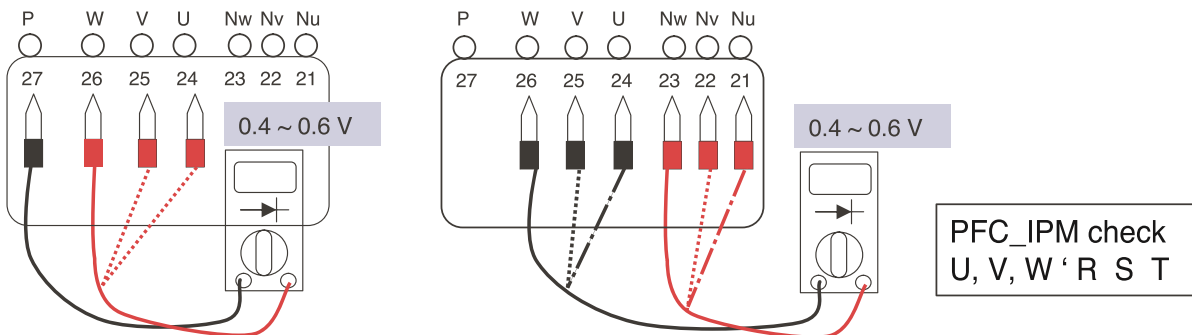 P W V U Nw Nv Nu
27 26 25 24 23 22 21
0.4 ~ 0.6 V
P W V U Nw Nv Nu
27 26 25 24 23 22 21
0.4 ~ 0.6 V
PFC_IPM check
U, V, W ‘ R S T